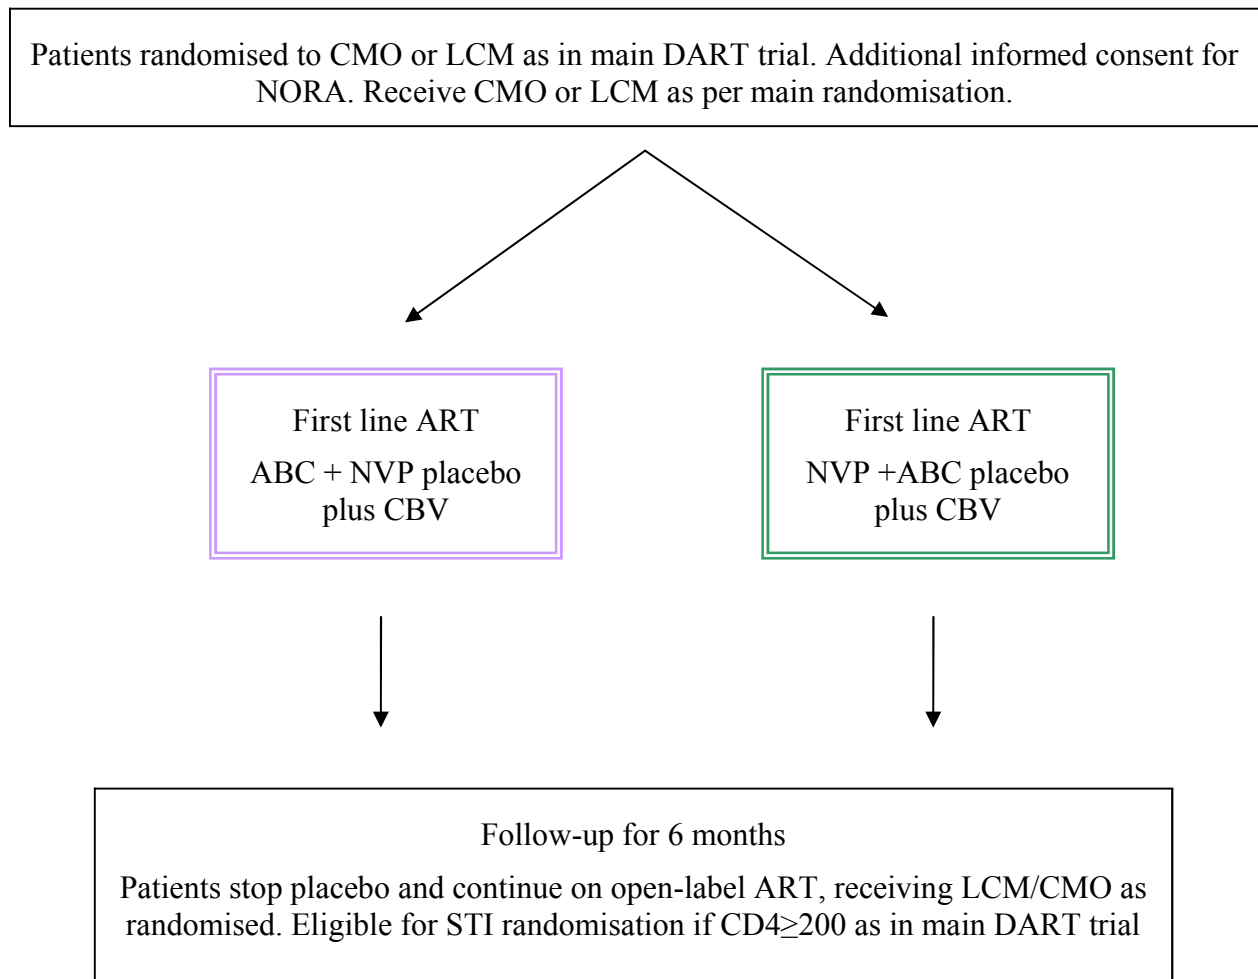 Patients randomised to CMO or LCM as in main DART trial. Additional informed consent for
NORA. Receive CMO or LCM as per main randomisation.
First line ART
ABC + NVP placebo
plus CBV
First line ART
NVP +ABC placebo
plus CBV
Follow-up for 6 months
Patients stop placebo and continue on open-label ART, receiving LCM/CMO as
randomised. Eligible for STI randomisation if CD4≥200 as in main DART trial